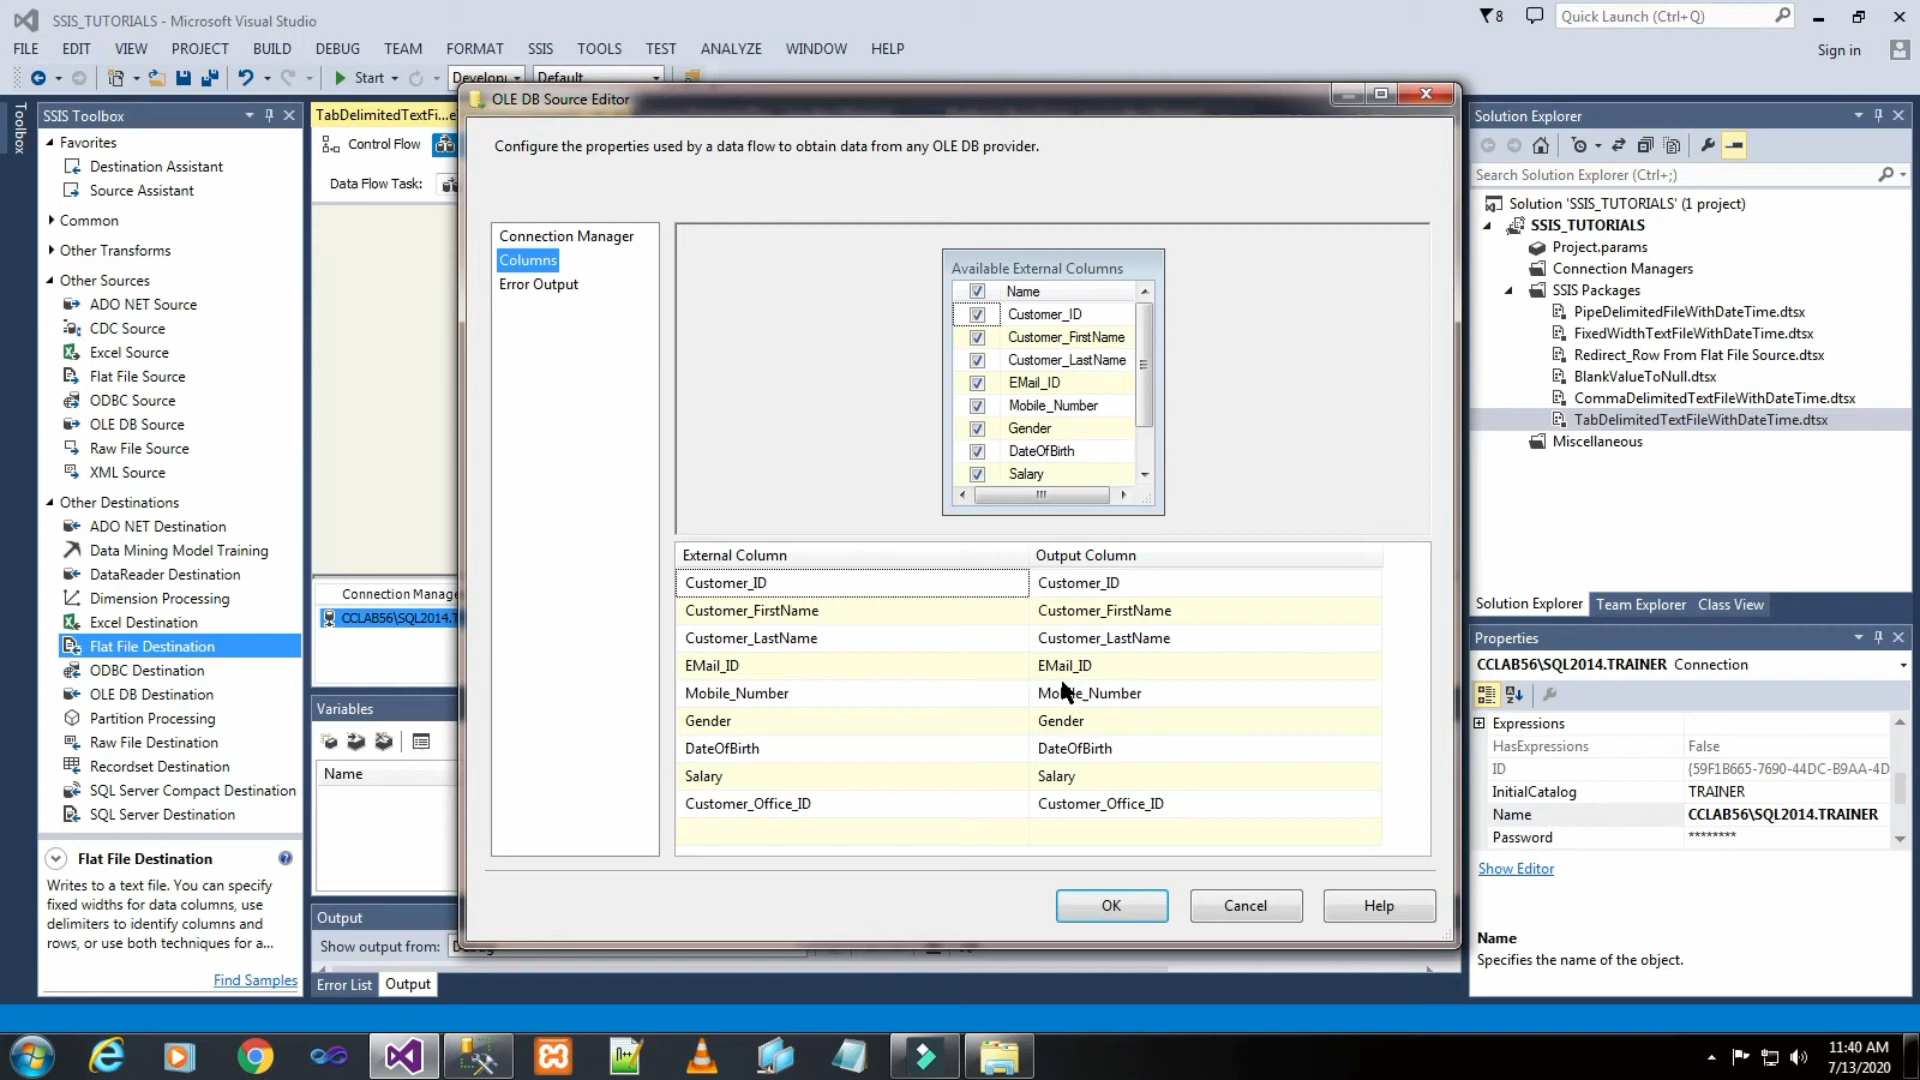 SSIS_TUTORIALS - Microsoft Visual Studio
8
Quick Launch (Ctrl+Q)
FILE EDIT VIEW PROJECT BUILD DEBUG TEAM FORMAT SSIS TOOLS TEST ANALYZE WINDOW HELP
Sign in
Start
Default
Toolbox
SSIS Toolbox
Favorites
Destination Assistant
Source Assistant
Common
Other Transforms
Other Sources
ADO NET Source
CDC Source
Excel Source
Flat File Source
ODBC Source
OLE DB Source
Raw File Source
XML Source
Other Destinations
ADO NET Destination
Data Mining Model Training
DataReader Destination
Dimension Processing
Excel Destination
Flat File Destination
ODBC Destination
OLE DB Destination
Partition Processing
Raw File Destination
Recordset Destination
SQL Server Compact Destination
SQL Server Destination
Flat File Destination
Writes to a text file. You can specify
fixed widths for data columns, use
delimiters to identify columns and
rows, or use both techniques for a...
Find Samples
TabDelimitedTextFi...e
Control Flow
Data Flow Task:
Connection Manage
CCLAB56\SQL2014.T
Variables
Name
Output
Show output from:
Error List Output
OLE DB Source Editor
Configure the properties used by a data flow to obtain data from any OLE DB provider.
Connection Manager
Columns
Error Output
Available External Columns
Name
Customer_ID
Customer_FirstName
Customer_LastName
EMail_ID
Mobile_Number
Gender
DateOfBirth
Salary
External Column Output Column
Customer_ID Customer_ID
Customer_FirstName Customer_FirstName
Customer_LastName Customer_LastName
EMail_ID EMail_ID
Mobile_Number Mobile_Number
Gender Gender
DateOfBirth DateOfBirth
Salary Salary
Customer_Office_ID Customer_Office_ID
OK Cancel Help
Solution Explorer
Search Solution Explorer (Ctrl+;)
Solution 'SSIS_TUTORIALS' (1 project)
SSIS_TUTORIALS
Project.params
Connection Managers
SSIS Packages
PipeDelimitedFileWithDateTime.dtsx
FixedWidthTextFileWithDateTime.dtsx
Redirect_Row From Flat File Source.dtsx
BlankValueToNull.dtsx
CommaDelimitedTextFileWithDateTime.dtsx
TabDelimitedTextFileWithDateTime.dtsx
Miscellaneous
Solution Explorer Team Explorer Class View
Properties
CCLAB56\SQL2014.TRAINER Connection
Expressions
HasExpressions False
ID {59F1B665-7690-44DC-B9AA-4D
InitialCatalog TRAINER
Name CCLAB56\SQL2014.TRAINER
Password ********
Show Editor
Name
Specifies the name of the object.
11:40 AM
7/13/2020